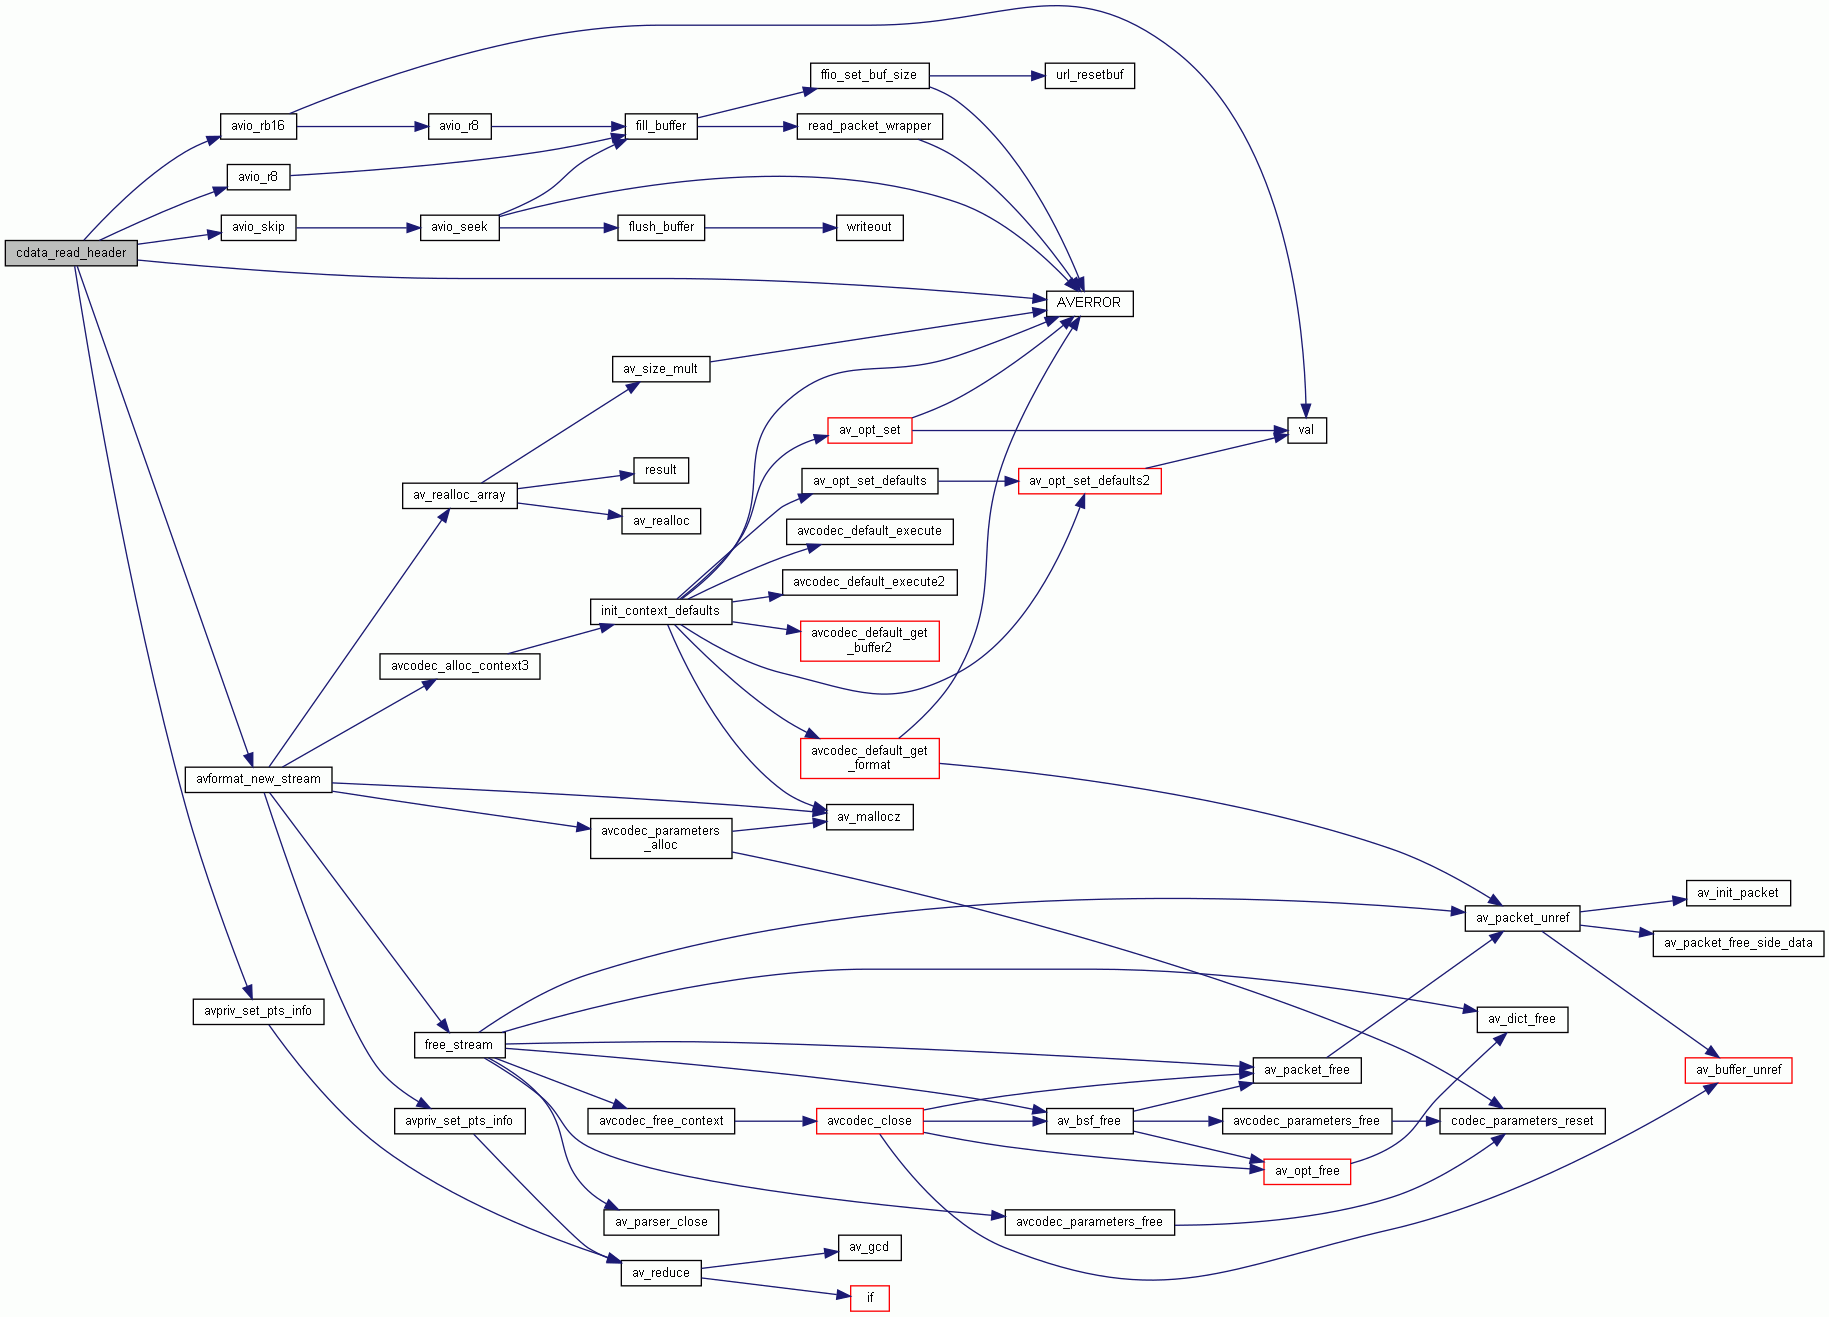 cdata_read_header
avio_rb16
avio_r8
avio_skip
avformat_new_stream
avpriv_set_pts_info
avio_r8
avio_seek
av_realloc_array
avcodec_alloc_context3
free_stream
avpriv_set_pts_info
fill_buffer
flush_buffer
av_size_mult
result
av_realloc
init_context_defaults
avcodec_parameters
_alloc
avcodec_free_context
av_parser_close
av_reduce
ffio_set_buf_size
read_packet_wrapper
writeout
av_opt_set
av_opt_set_defaults
avcodec_default_execute
avcodec_default_execute2
avcodec_default_get
_buffer2
avcodec_default_get
_format
av_mallocz
avcodec_close
av_gcd
if
url_resetbuf
AVERROR
av_opt_set_defaults2
av_bsf_free
avcodec_parameters_free
val
av_packet_free
avcodec_parameters_free
av_opt_free
av_packet_unref
av_dict_free
codec_parameters_reset
av_init_packet
av_packet_free_side_data
av_buffer_unref